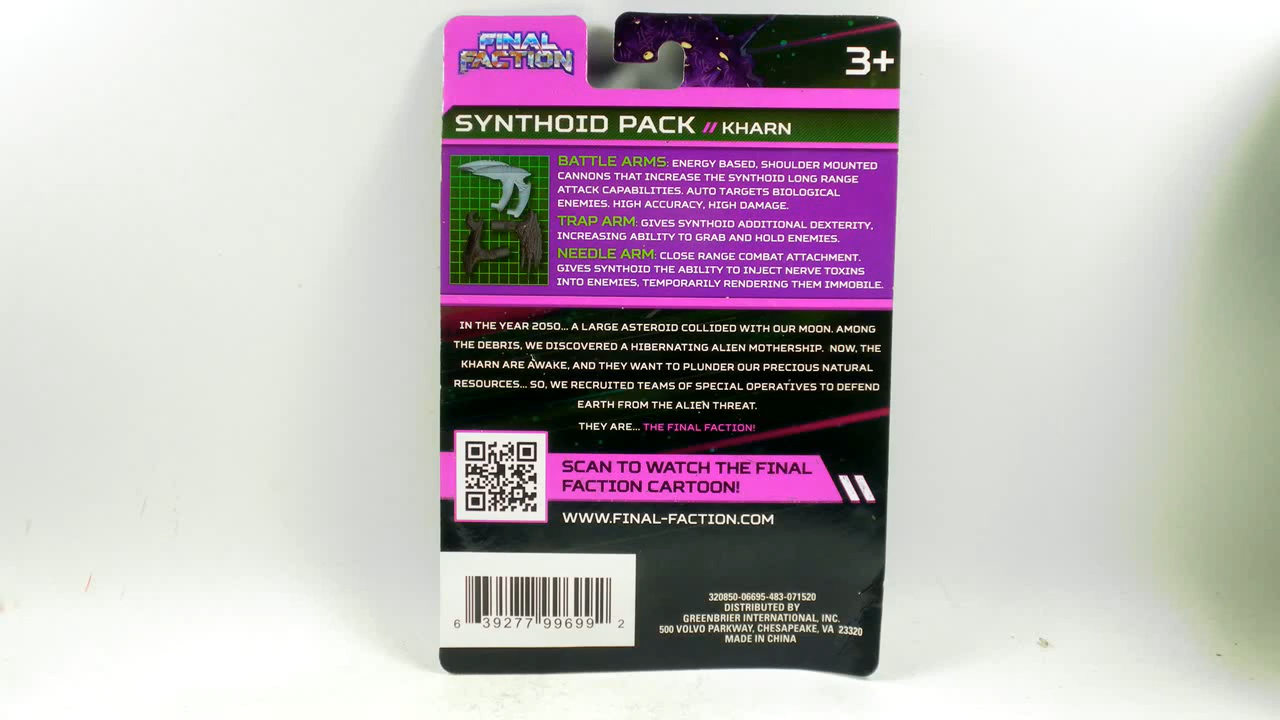 FINAL
FACTION
3+
SYNTHOID PACK // KHARN
BATTLE ARMS: ENERGY BASED, SHOULDER MOUNTED
CANNONS THAT INCREASE THE SYNTHOID LONG RANGE
ATTACK CAPABILITIES. AUTO TARGETS BIOLOGICAL
ENEMIES. HIGH ACCURACY, HIGH DAMAGE.
TRAP ARM: GIVES SYNTHOID ADDITIONAL DEXTERITY,
INCREASING ABILITY TO GRAB AND HOLD ENEMIES.
NEEDLE ARM: CLOSE RANGE COMBAT ATTACHMENT.
GIVES SYNTHOID THE ABILITY TO INJECT NERVE TOXINS
INTO ENEMIES, TEMPORARILY RENDERING THEM IMMOBILE.
IN THE YEAR 2050... A LARGE ASTEROID COLLIDED WITH OUR MOON. AMONG
THE DEBRIS, WE DISCOVERED A HIBERNATING ALIEN MOTHERSHIP. NOW, THE
KHARN ARE AWAKE, AND THEY WANT TO PLUNDER OUR PRECIOUS NATURAL
RESOURCES... SO, WE RECRUITED TEAMS OF SPECIAL OPERATIVES TO DEFEND
EARTH FROM THE ALIEN THREAT.
THEY ARE... THE FINAL FACTION!
SCAN TO WATCH THE FINAL
FACTION CARTOON!
WWW.FINAL-FACTION.COM
6 39277 99699 2
320850-06695-483-071520
DISTRIBUTED BY
GREENBRIER INTERNATIONAL, INC.
500 VOLVO PARKWAY, CHESAPEAKE, VA 23320
MADE IN CHINA